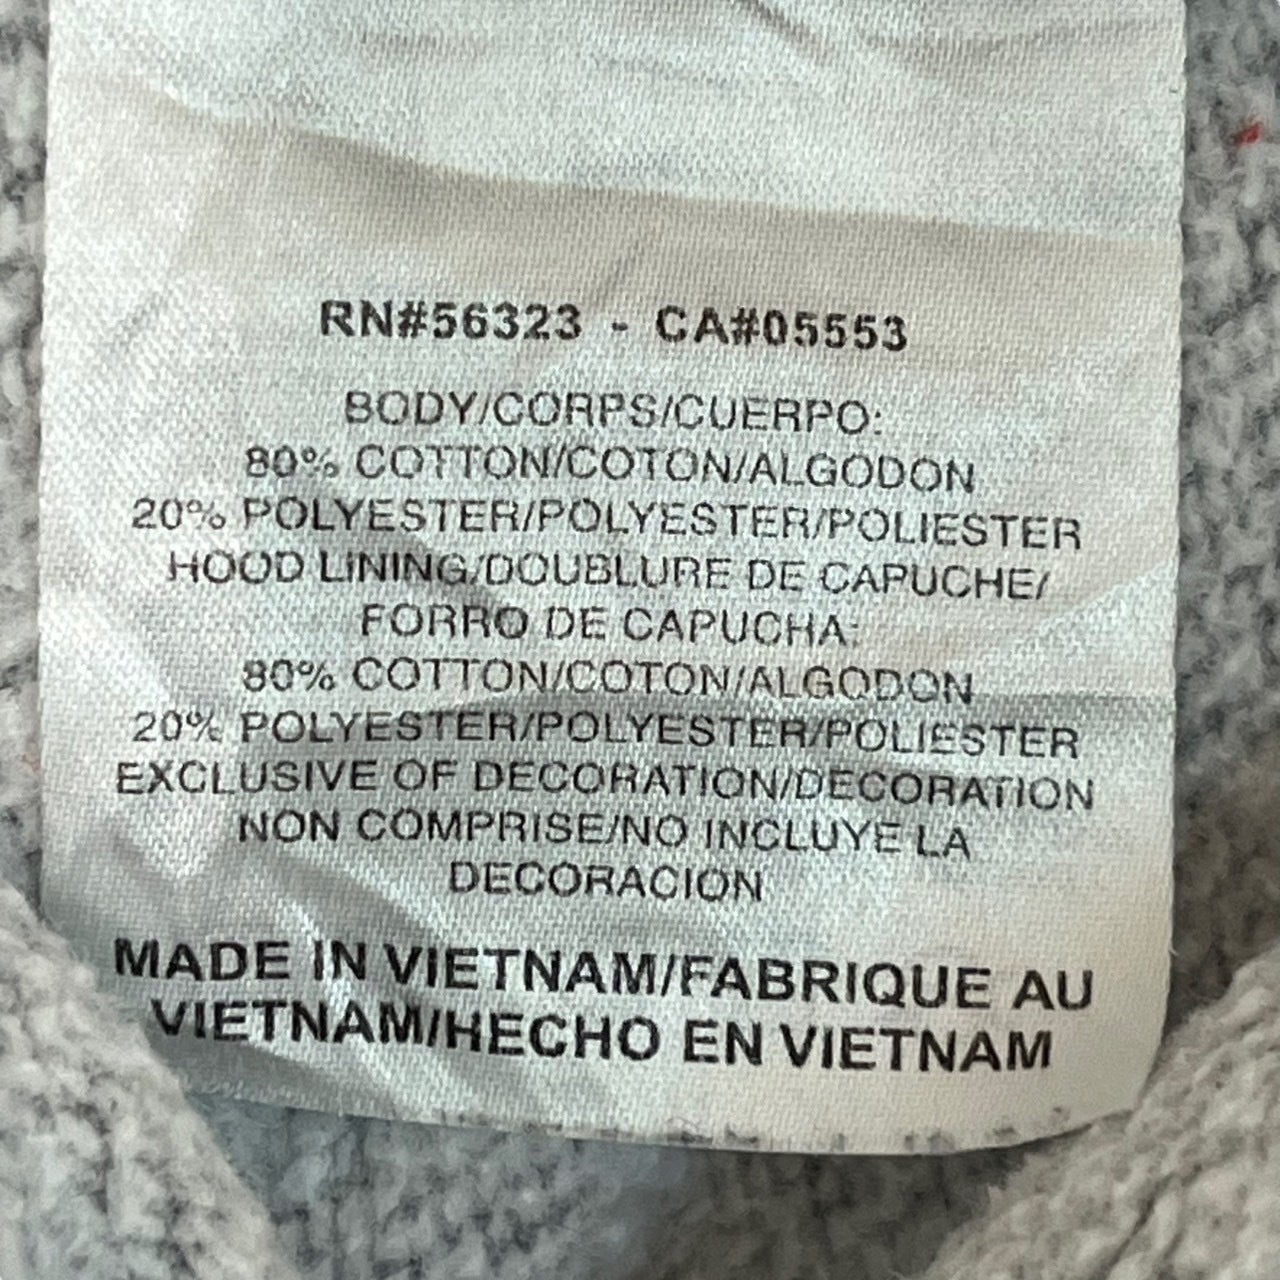 RN#56323 - CA#05553
BODY/CORPS/CUERPO:
80% COTTON/COTON/ALGODON
20% POLYESTER/POLYESTER/POLIESTER
HOOD LINING/DOUBLURE DE CAPUCHE/
FORRO DE CAPUCHA:
80% COTTON/COTON/ALGODON
20% POLYESTER/POLYESTER/POLIESTER
EXCLUSIVE OF DECORATION/DECORATION
NON COMPRISE/NO INCLUYE LA
DECORACION
MADE IN VIETNAM/FABRIQUE AU
VIETNAM/HECHO EN VIETNAM